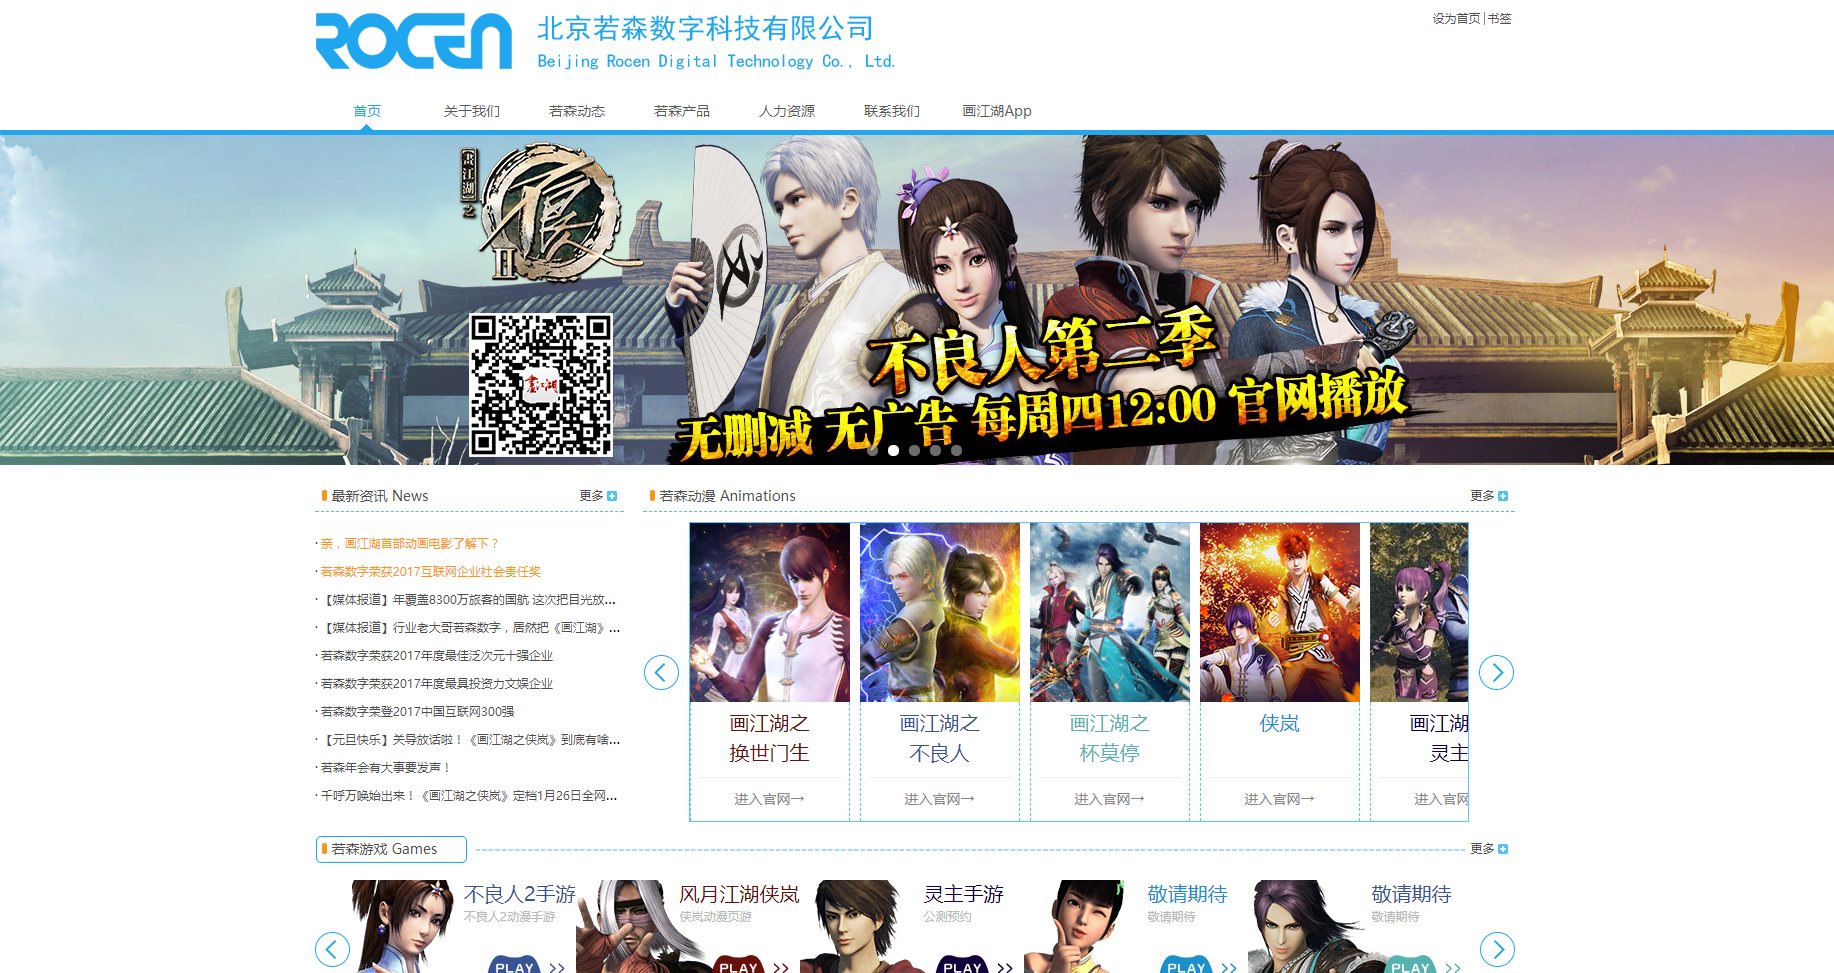 ROCEN
北京若森数字科技有限公司
Beijing Rocen Digital Technology Co., Ltd.
设为首页 | 书签
首页 关于我们 若森动态 若森产品 人力资源 联系我们 画江湖App
畫江湖之
不良人
II
畫江湖
不良人第二季
无删减 无广告 每周四12:00 官网播放
最新资讯 News 更多
· 亲，画江湖首部动画电影了解下？
· 若森数字荣获2017互联网企业社会责任奖
· 【媒体报道】年覆盖8300万旅客的国航 这次把目光放...
· 【媒体报道】行业老大哥若森数字，居然把《画江湖》...
· 若森数字荣获2017年度最佳泛次元十强企业
· 若森数字荣获2017年度最具投资力文娱企业
· 若森数字荣登2017中国互联网300强
· 【元旦快乐】关导放话啦！《画江湖之侠岚》到底有啥...
· 若森年会有大事要发声！
· 千呼万唤始出来！《画江湖之侠岚》定档1月26日全网...
若森动漫 Animations 更多
画江湖之
换世门生
进入官网→
画江湖之
不良人
进入官网→
画江湖之
杯莫停
进入官网→
侠岚
进入官网→
画江湖
灵主
进入官网
若森游戏 Games 更多
不良人2手游
不良人2动漫手游
PLAY >>
风月江湖侠岚
侠岚动漫页游
PLAY >>
灵主手游
公测预约
PLAY >>
敬请期待
敬请期待
PLAY >>
敬请期待
敬请期待
PLAY >>